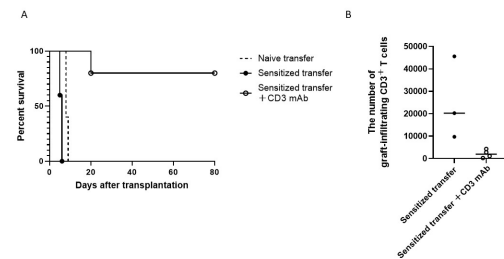 A
Percent survival
100
50
0
0
20
40
60
80
Days after transplantation
Naive transfer
Sensitized transfer
Sensitized transfer
+CD3 mAb
B
The number of
graft-infiltrating CD3+ T cells
50000
40000
30000
20000
10000
0
Sensitized transfer
Sensitized transfer +CD3 mAb